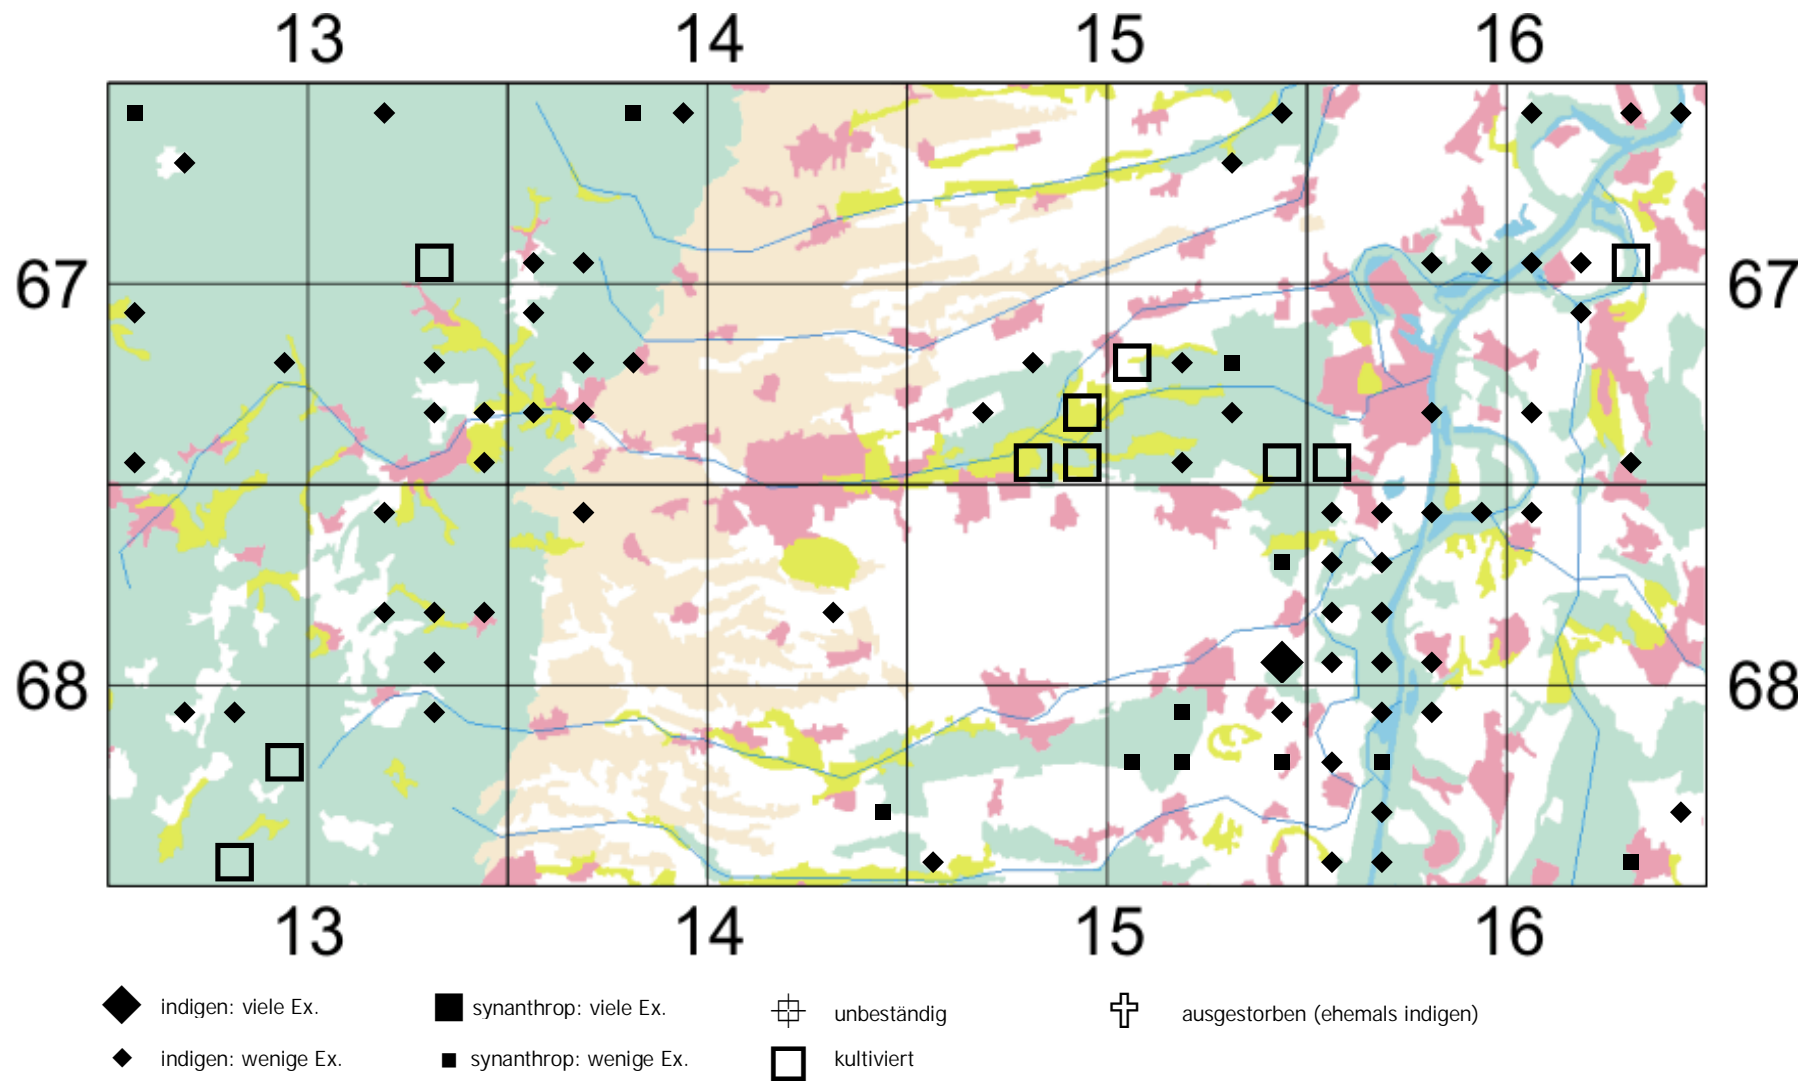 13 14 15 16
67 67
68 68
13 14 15 16
indigen: viele Ex. synanthrop: viele Ex. unbeständig ausgestorben (ehemals indigen)
indigen: wenige Ex. synanthrop: wenige Ex. kultiviert